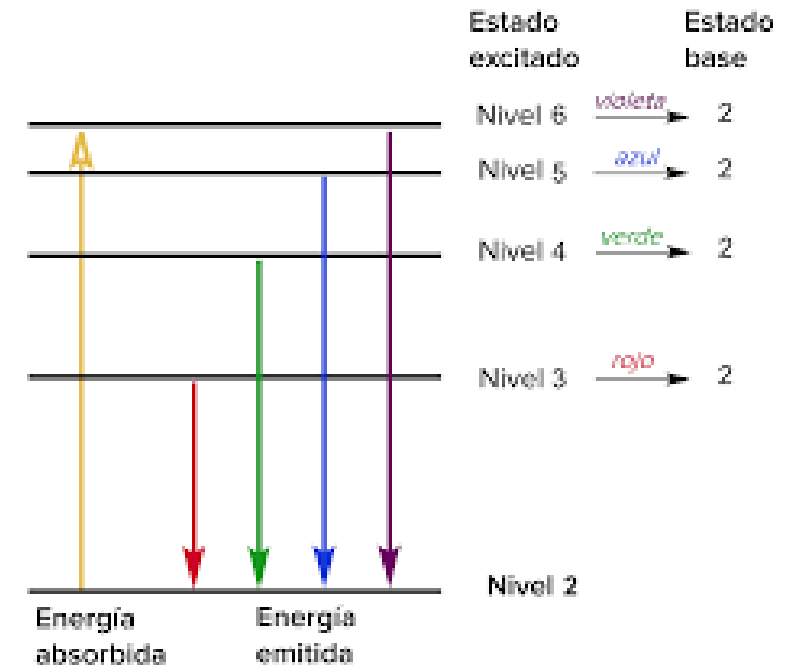 Estado Estado
excitado base
Nivel 6 violeta 2
Nivel 5 azul 2
Nivel 4 verde 2
Nivel 3 rojo 2
Nivel 2
Energía Energía
absorbida emitida